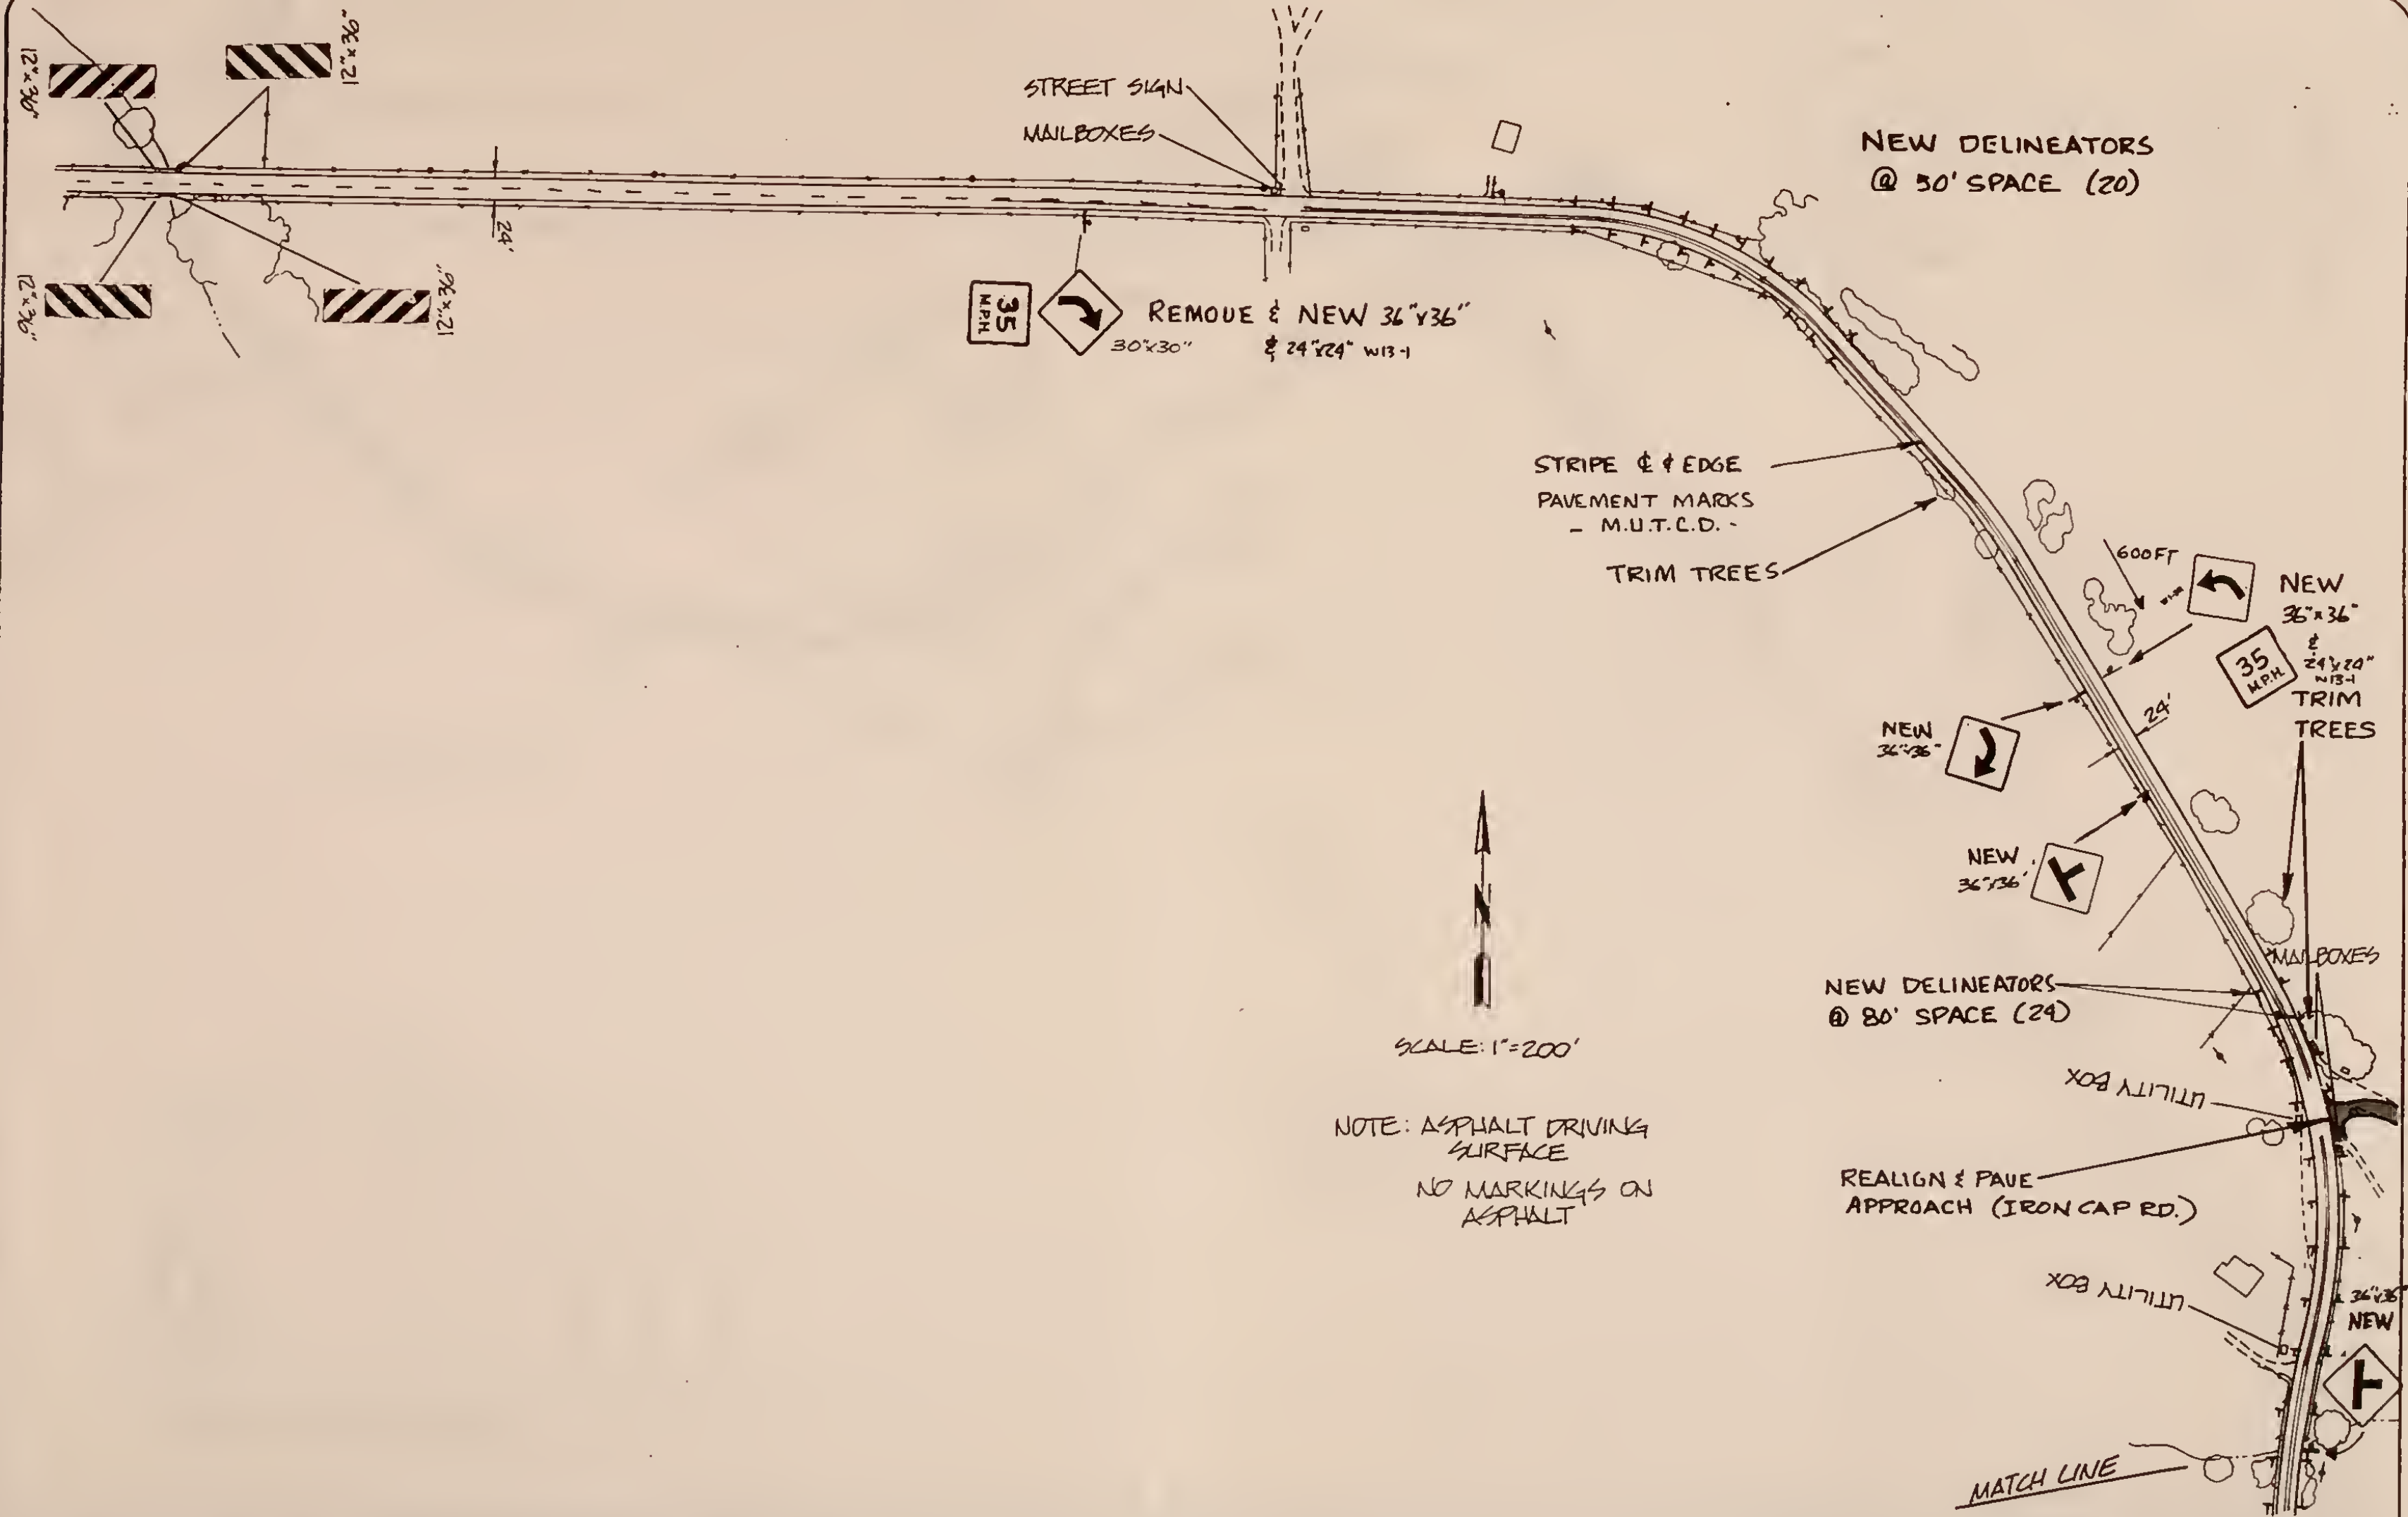 12"x36"
12"x36"
12"x36"
12"x36"
24'
STREET SIGN
MAILBOXES
NEW DELINEATORS
@ 50' SPACE (20)
35
M.P.H.
REMOVE & NEW 36"x36"
30"x30"
& 24"x24" W13-1
STRIPE ℄ & EDGE
PAVEMENT MARKS
- M.U.T.C.D. -
TRIM TREES
600FT
NEW
36"x36"
&
24"x24"
W13-1
35
M.P.H.
TRIM
TREES
24'
NEW
36"x36"
NEW
36"x36"
MAILBOXES
NEW DELINEATORS
@ 80' SPACE (24)
N
SCALE: 1"=200'
UTILITY BOX
NOTE: ASPHALT DRIVING
SURFACE
NO MARKINGS ON
ASPHALT
REALIGN & PAVE
APPROACH (IRON CAP RD.)
UTILITY BOX
36"x36"
NEW
MATCH LINE